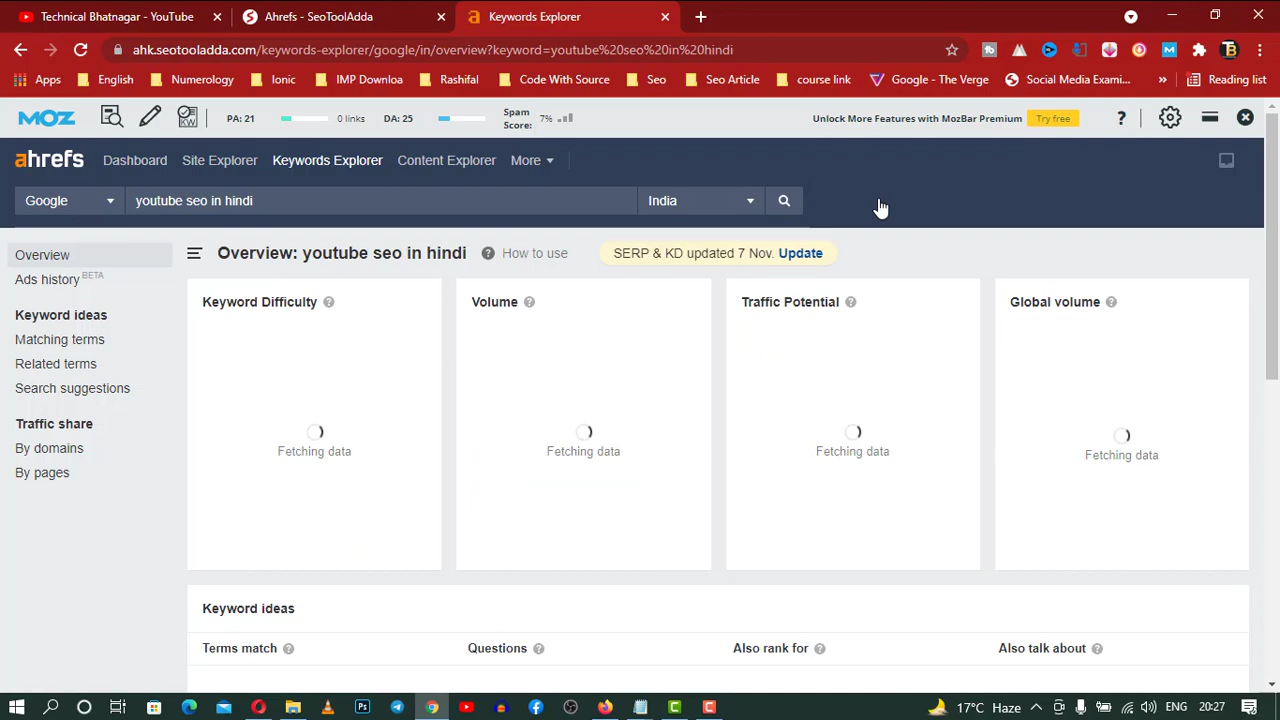 Technical Bhatnagar - YouTube
Ahrefs - SeoToolAdda
Keywords Explorer
ahk.seotooladda.com/keywords-explorer/google/in/overview?keyword=youtube%20seo%20in%20hindi
Apps
English
Numerology
Ionic
IMP Downloa
Rashifal
Code With Source
Seo
Seo Article
course link
Google - The Verge
Social Media Exami...
Reading list
MOZ
PA: 21
0 links
DA: 25
Spam Score: 7%
Unlock More Features with MozBar Premium
Try free
ahrefs
Dashboard
Site Explorer
Keywords Explorer
Content Explorer
More
Google
youtube seo in hindi
India
Overview
Ads history BETA
Keyword ideas
Matching terms
Related terms
Search suggestions
Traffic share
By domains
By pages
Overview: youtube seo in hindi
How to use
SERP & KD updated 7 Nov. Update
Keyword Difficulty
Volume
Traffic Potential
Global volume
Fetching data
Fetching data
Fetching data
Fetching data
Keyword ideas
Terms match
Questions
Also rank for
Also talk about
17°C Haze
ENG
20:27